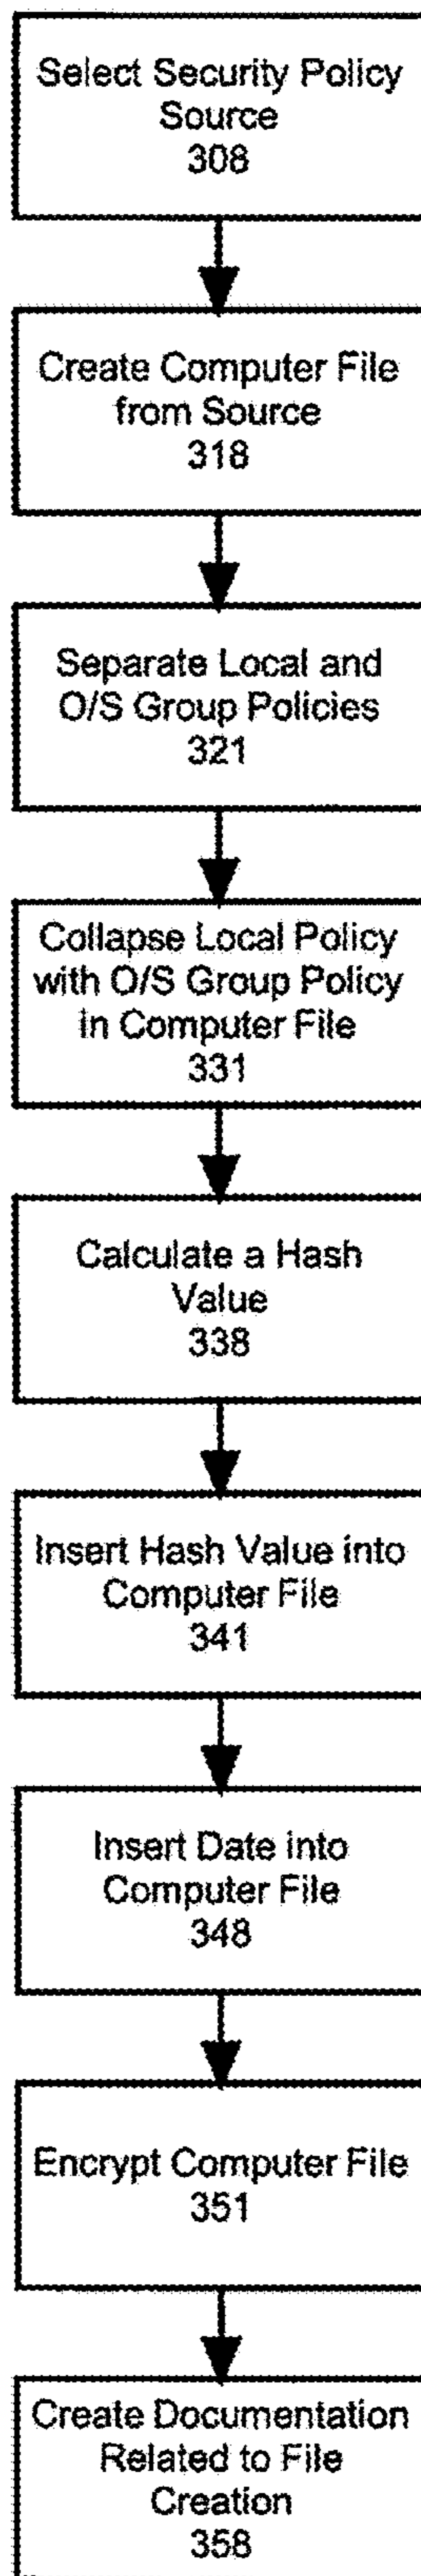 Select Security Policy
Source
308
Create Computer File
from Source
318
Separate Local and
O/S Group Policies
321
Collapse Local Policy
with O/S Group Policy
In Computer File
331
Calculate a Hash
Value
338
Insert Hash Value into
Computer File
341
Insert Date into
Computer File
348
Encrypt Computer File
351
Create Documentation
Related to File
Creation
358